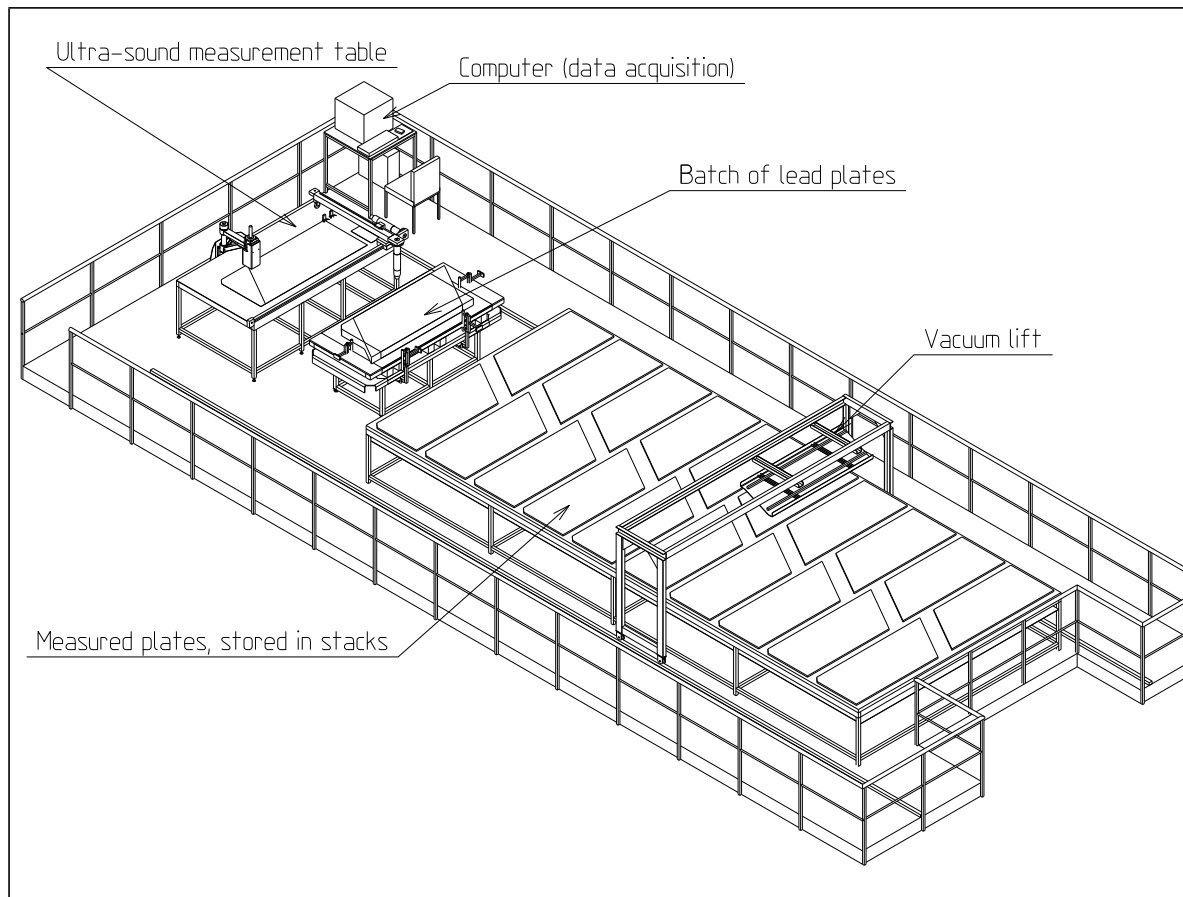 Ultra-sound measurement table
Computer (data acquisition)
Batch of lead plates
Vacuum lift
Measured plates, stored in stacks